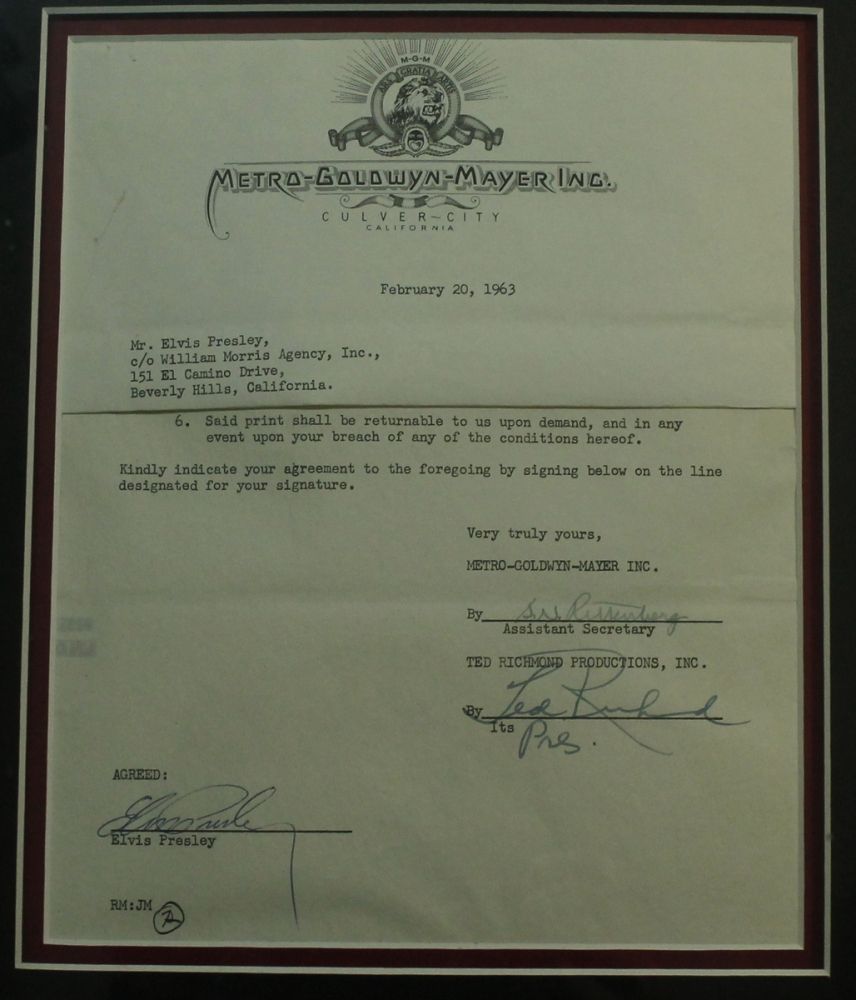 M-G-M
ARS GRATIA ARTIS
METRO-GOLDWYN-MAYER INC.
CULVER-CITY
CALIFORNIA
February 20, 1963
Mr. Elvis Presley,
c/o William Morris Agency, Inc.,
151 El Camino Drive,
Beverly Hills, California.
6. Said print shall be returnable to us upon demand, and in any
event upon your breach of any of the conditions hereof.
Kindly indicate your agreement to the foregoing by signing below on the line
designated for your signature.
Very truly yours,
METRO-GOLDWYN-MAYER INC.
By Rittenberg
Assistant Secretary
TED RICHMOND PRODUCTIONS, INC.
By Ted Richmond
Its Pres.
AGREED:
Elvis Presley
Elvis Presley
RM:JM